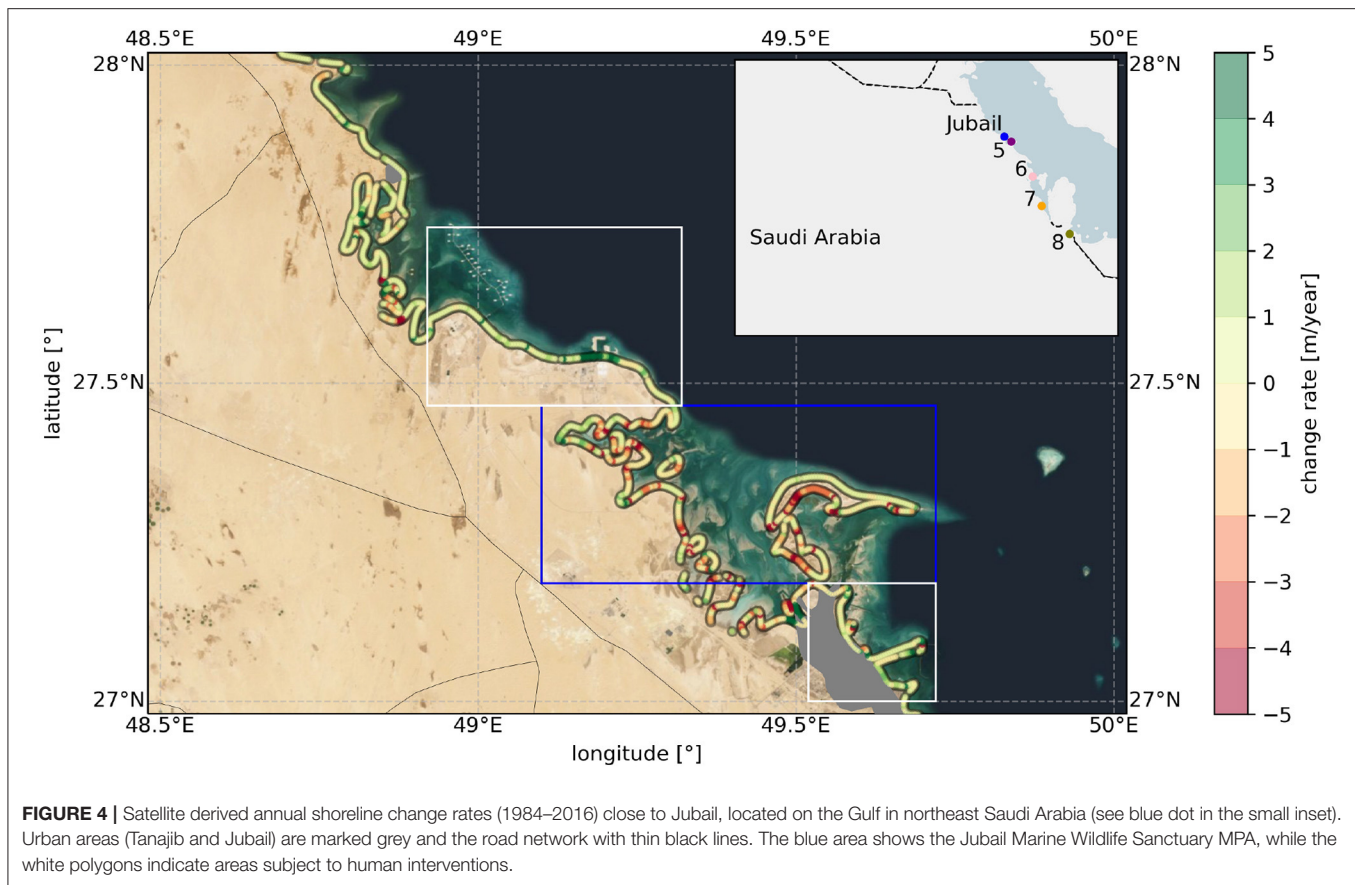 48.5°E 49°E 49.5°E 50°E
28°N 28°N
Jubail
5
6
7
8
Saudi Arabia
27.5°N 27.5°N
27°N 27°N
48.5°E 49°E 49.5°E 50°E
longitude [°]
latitude [°]
5
4
3
2
1
0
−1
−2
−3
−4
−5
change rate [m/year]
FIGURE 4 | Satellite derived annual shoreline change rates (1984–2016) close to Jubail, located on the Gulf in northeast Saudi Arabia (see blue dot in the small inset).
Urban areas (Tanajib and Jubail) are marked grey and the road network with thin black lines. The blue area shows the Jubail Marine Wildlife Sanctuary MPA, while the
white polygons indicate areas subject to human interventions.